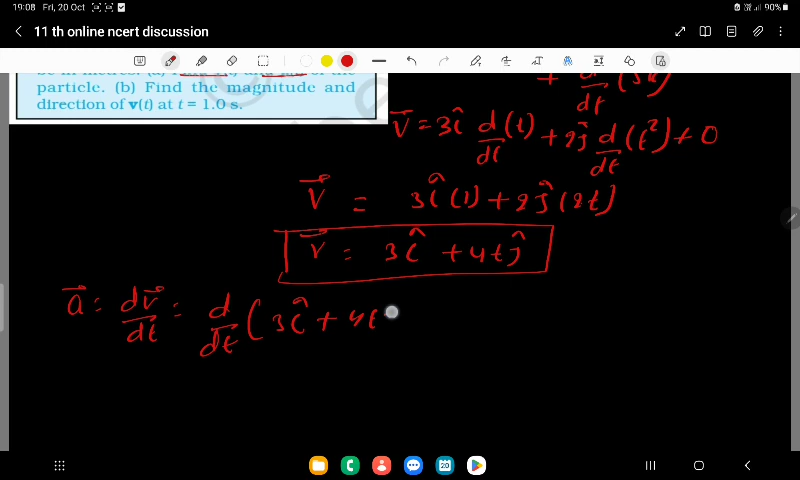 19:08 Fri, 20 Oct 90%
11 th online ncert discussion
particle. (b) Find the magnitude and
direction of v(t) at t = 1.0 s.
v⃗ = 3î d/dt (t) + 2ĵ d/dt (t²) + 0
v⃗ = 3î (1) + 2ĵ (2t)
v⃗ = 3î + 4tĵ
a⃗ = dv⃗/dt = d/dt (3î + 4t
20